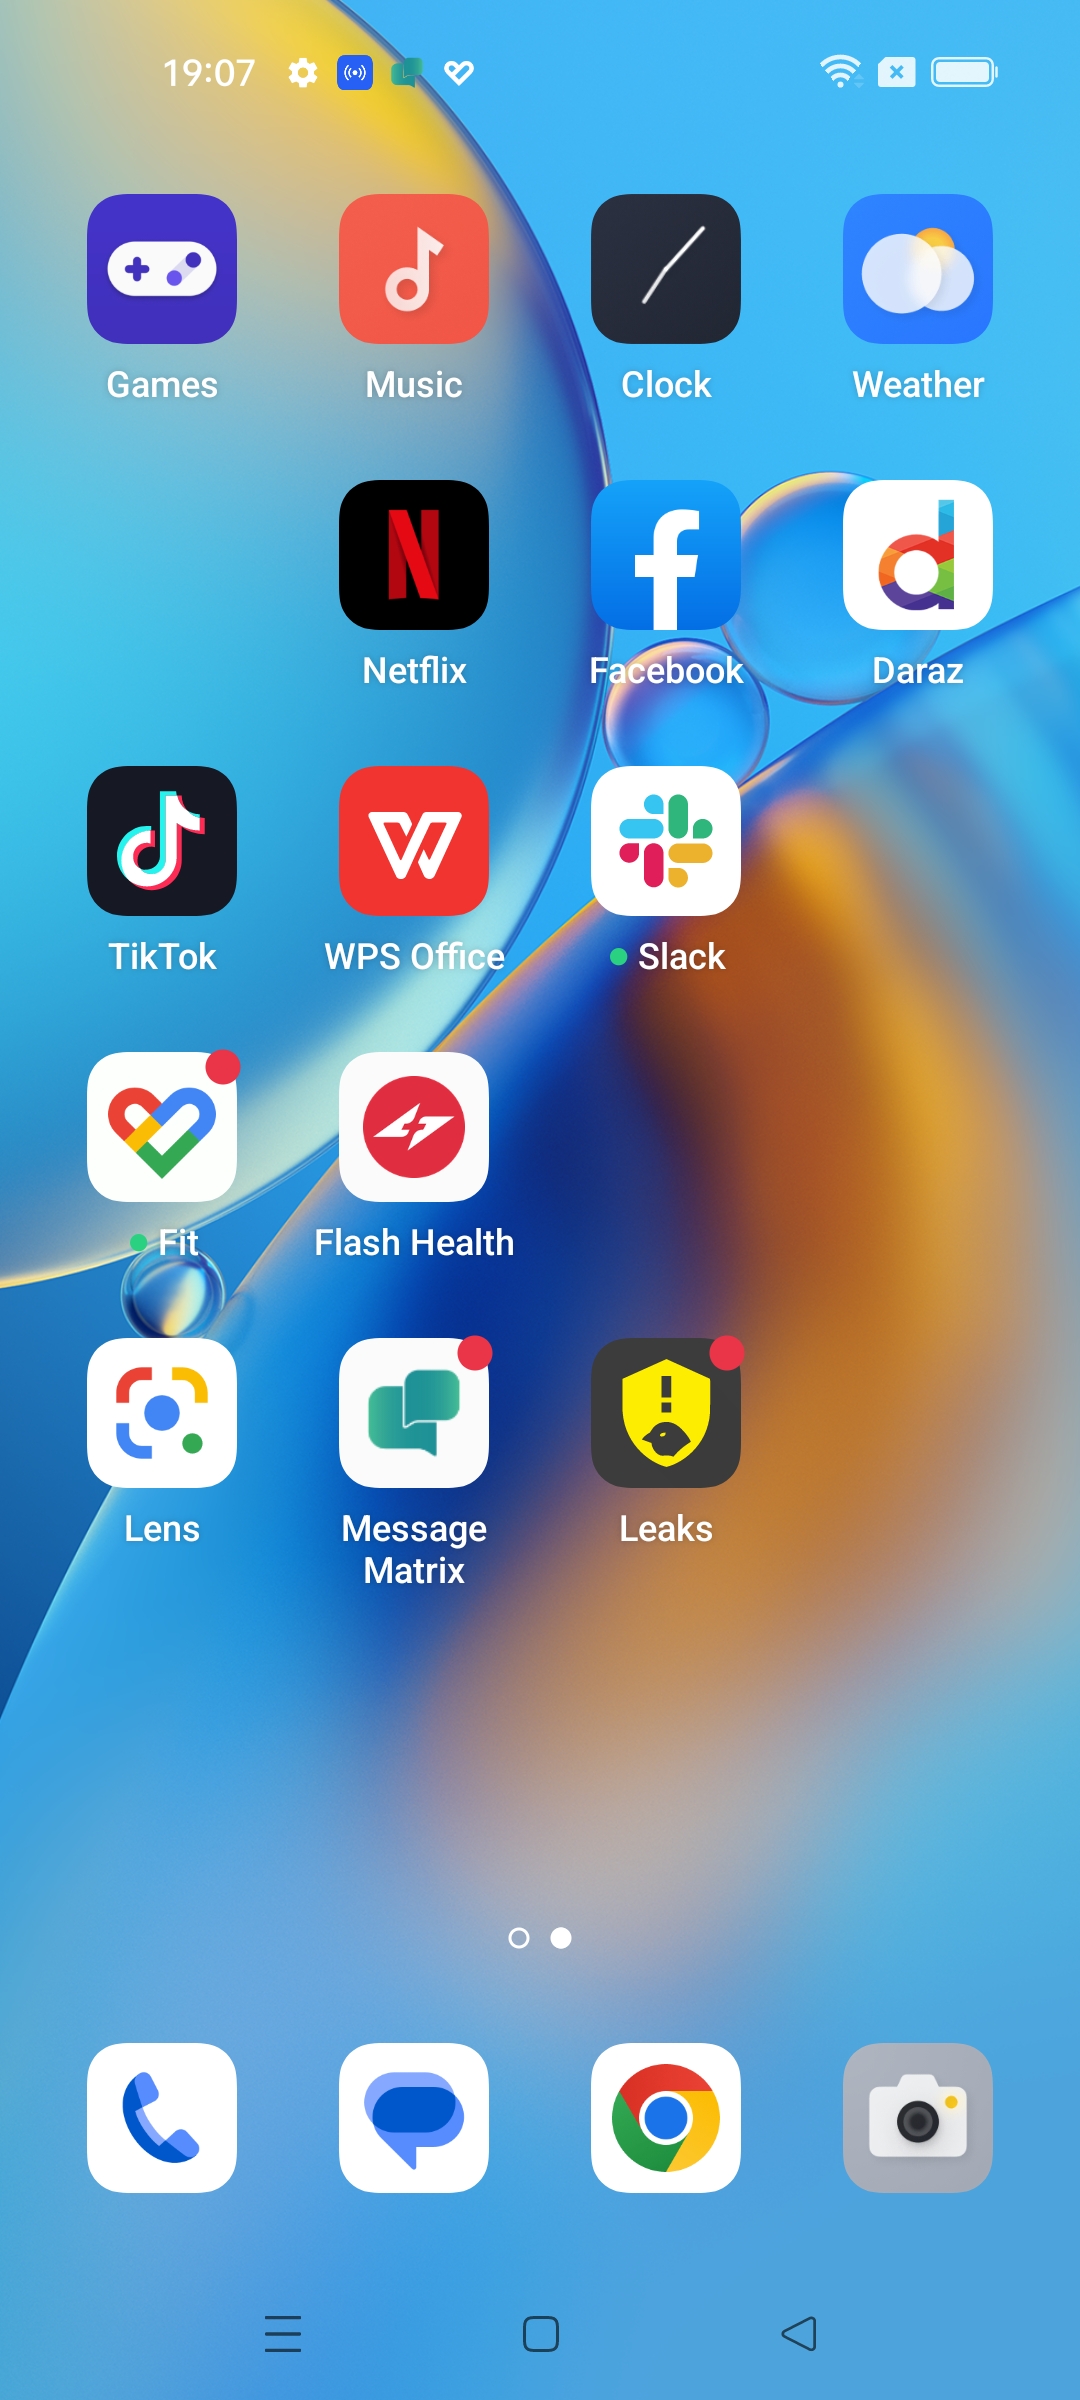 19:07
Games
Music
Clock
Weather
Netflix
Facebook
Daraz
TikTok
WPS Office
Slack
Fit
Flash Health
Lens
Message
Matrix
Leaks